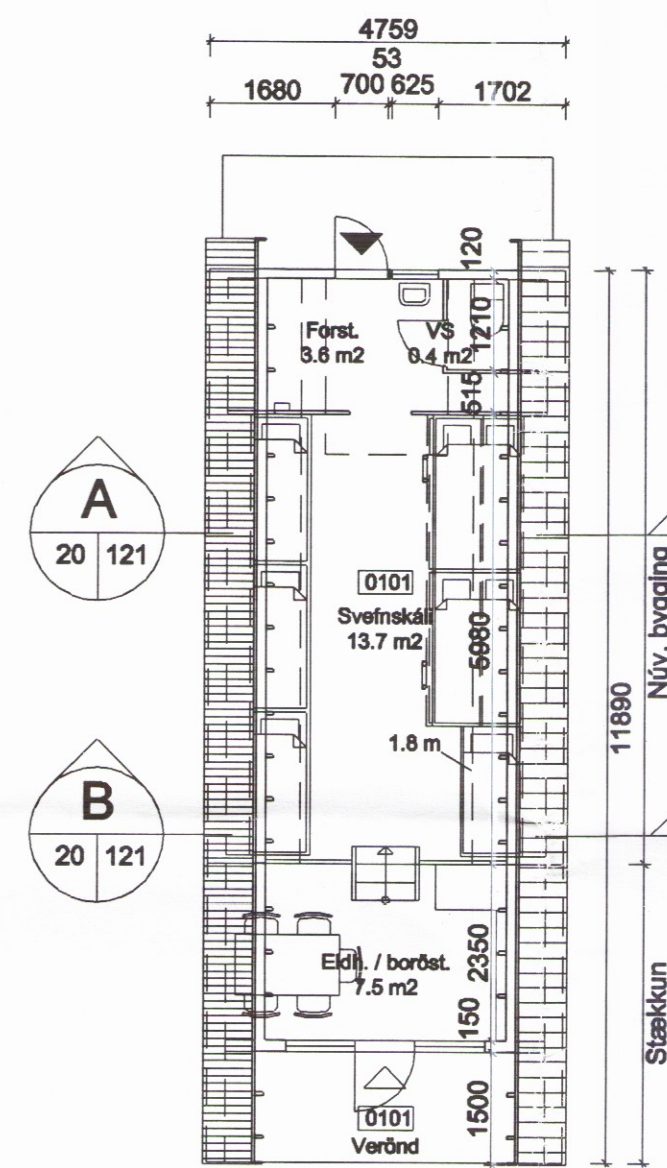 4759
53
1680 700 625 1702
120
Forst.
3.6 m2
VS
0.4 m2
1210
515
A
20 121
0101
Svefnskáli
13.7 m2
5980
Núv. bygging
11890
1.8 m
B
20 121
Eldh. / borðst.
7.5 m2
2350
150
Stækkun
1500
0101
Verönd